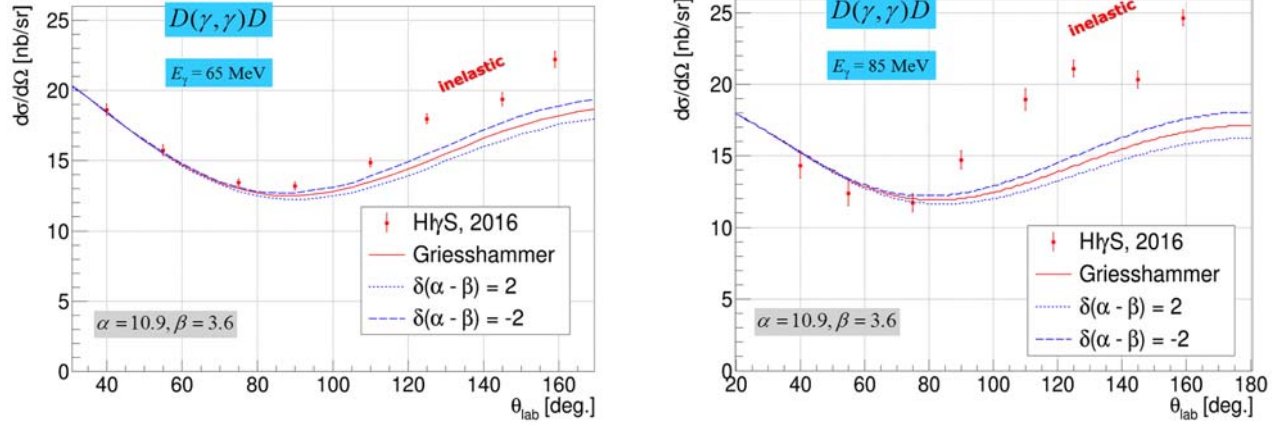 D(γ,γ)D
E_γ = 65 MeV
inelastic
HIγS, 2016
Griesshammer
δ(α - β) = 2
δ(α - β) = -2
α = 10.9, β = 3.6
dσ/dΩ [nb/sr]
25
20
15
10
5
0
40 60 80 100 120 140 160
θ_lab [deg.]
D(γ,γ)D
E_γ = 85 MeV
inelastic
HIγS, 2016
Griesshammer
δ(α - β) = 2
δ(α - β) = -2
α = 10.9, β = 3.6
dσ/dΩ [nb/sr]
25
20
15
10
5
0
20 40 60 80 100 120 140 160 180
θ_lab [deg.]